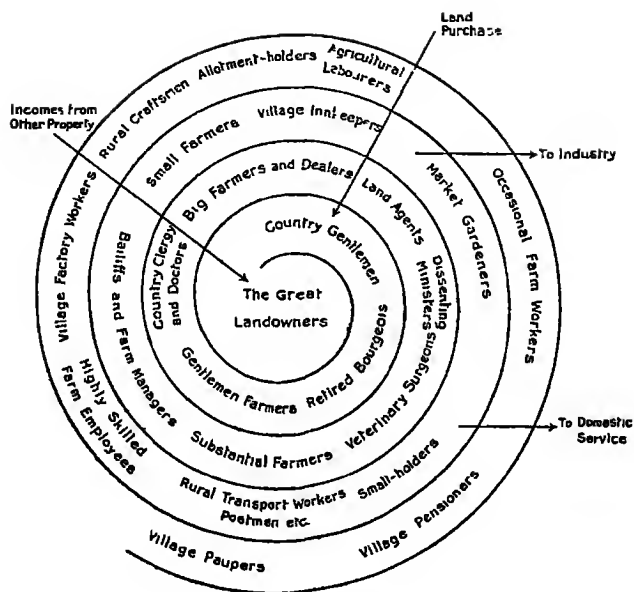 Land
Purchase
Incomes from
Other Property
To Industry
To Domestic
Service
The Great
Landowners
Country Gentlemen
Retired Bourgeois
Gentlemen Farmers
Country Clergy
and Doctors
Big Farmers and Dealers
Land Agents
Dissenting
Ministers
Veterinary Surgeons
Substantial Farmers
Bailiffs and Farm Managers
Small Farmers
Village Innkeepers
Market Gardeners
Small-holders
Rural Transport Workers
Postmen etc.
Highly Skilled
Farm Employees
Village Factory Workers
Rural Craftsmen
Allotment-holders
Agricultural
Labourers
Occasional Farm Workers
Village Pensioners
Village Paupers